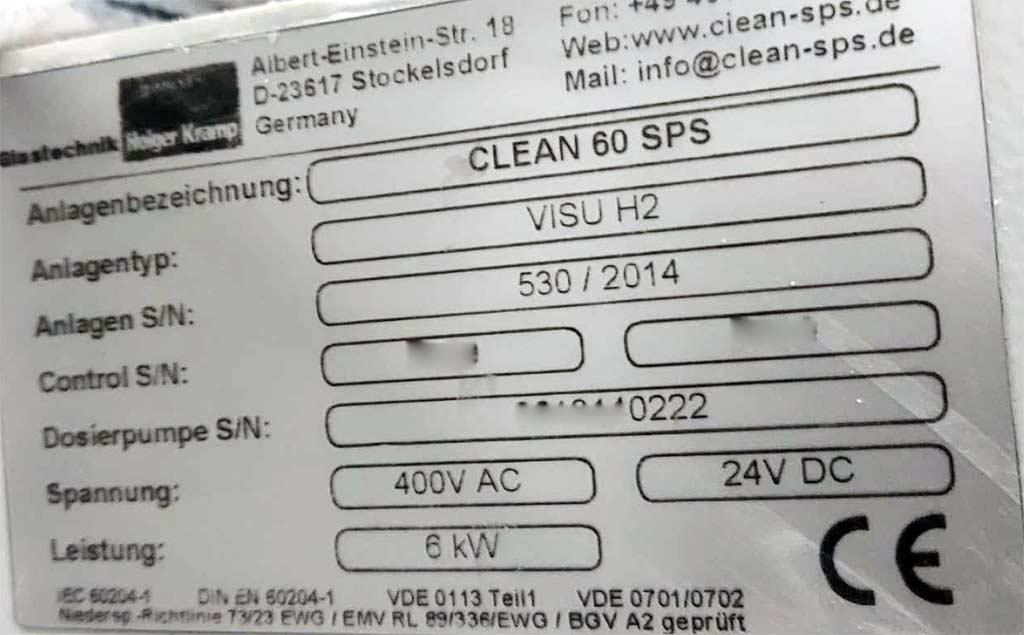 Glastechnik Holger Kramp
Albert-Einstein-Str. 18
D-23617 Stockelsdorf
Germany
Fon: +49
Web:www.clean-sps.de
Mail: info@clean-sps.de
Anlagenbezeichnung: CLEAN 60 SPS
Anlagentyp: VISU H2
Anlagen S/N: 530 / 2014
Control S/N:
Dosierpumpe S/N: 0222
Spannung: 400V AC 24V DC
Leistung: 6 kW
CE
IEC 60204-1 DIN EN 60204-1 VDE 0113 Teil1 VDE 0701/0702
Niedersp.-Richtlinie 73/23 EWG / EMV RL 89/336/EWG / BGV A2 geprüft